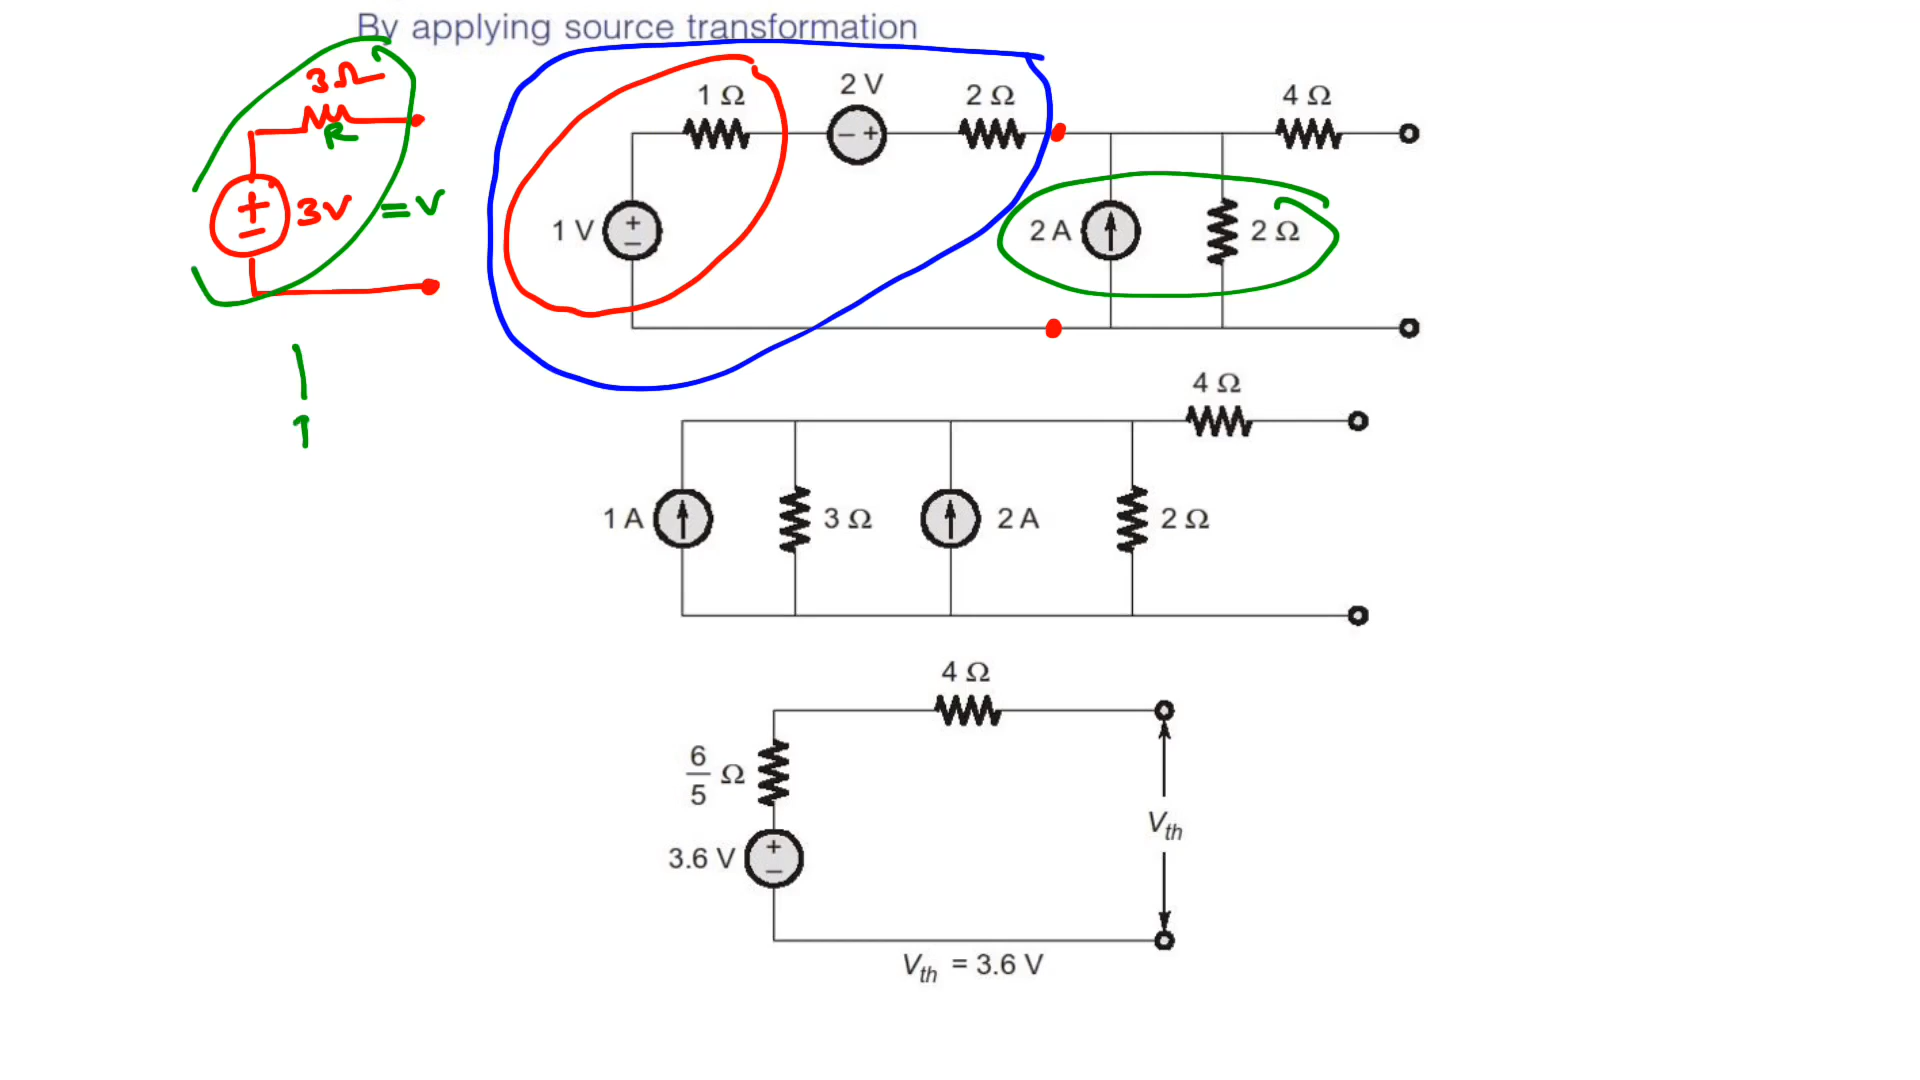 By applying source transformation
3Ω
R
+
−
3V
= V
1 Ω
2 V
− +
2 Ω
4 Ω
1 V
+
−
2 A
2 Ω
4 Ω
1 A
3 Ω
2 A
2 Ω
4 Ω
6/5 Ω
3.6 V
+
−
Vth
Vth = 3.6 V